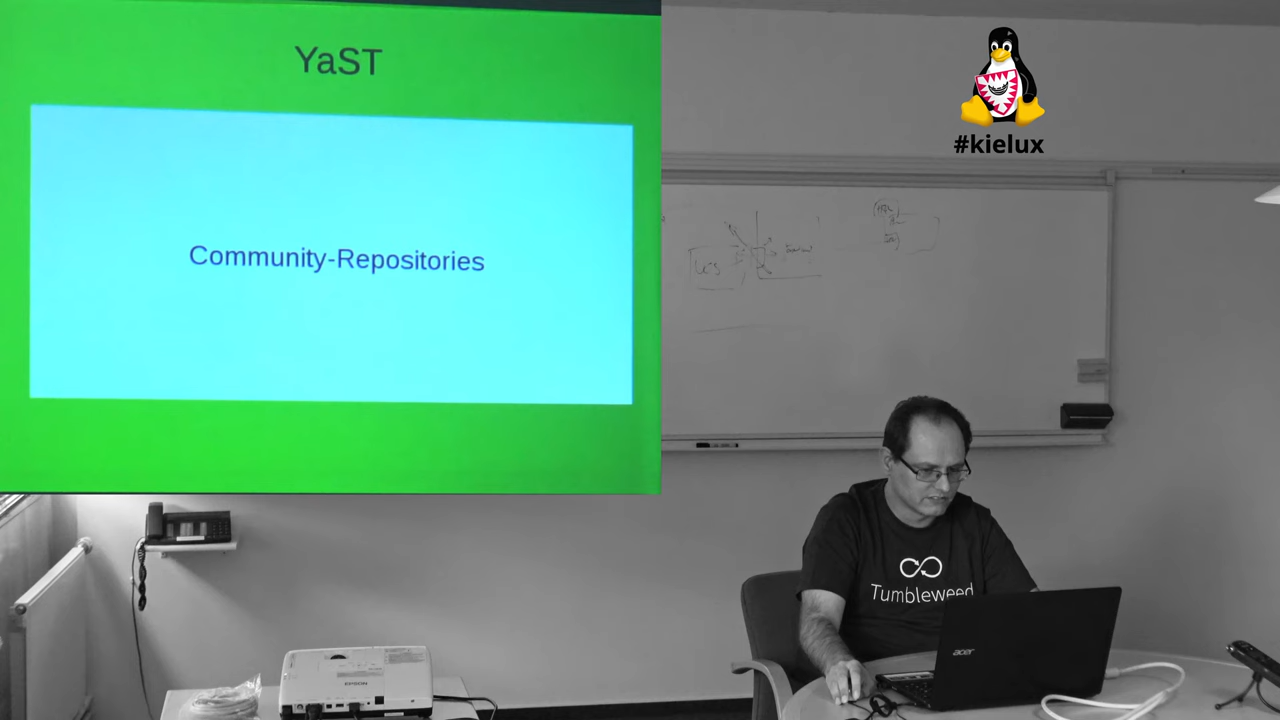 YaST
Community-Repositories
#kielux
Tumbleweed
acer
EPSON